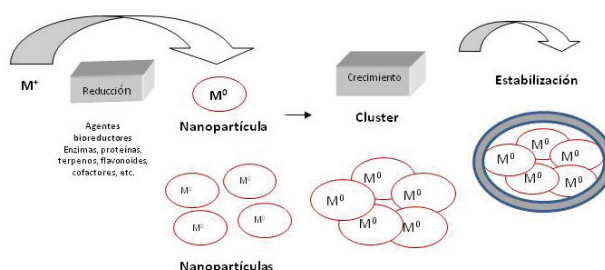 M⁺
Reducción
Agentes
bioreductores
Enzimas, proteínas,
terpenos, flavonoides,
cofactores, etc.
M⁰
Nanopartícula
M⁰
M⁰
M⁰
M⁰
Nanopartículas
Crecimiento
Cluster
M⁰
M⁰
M⁰
M⁰
M⁰
Estabilización
M⁰
M⁰
M⁰
M⁰
M⁰